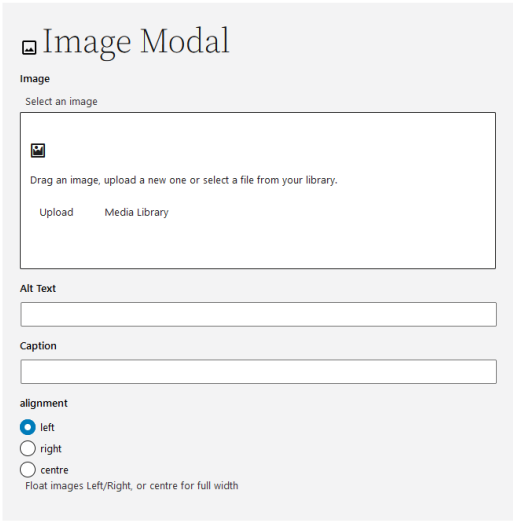 Image Modal
Image
Select an image
Drag an image, upload a new one or select a file from your library.
Upload Media Library
Alt Text
Caption
alignment
left
right
centre
Float images Left/Right, or centre for full width